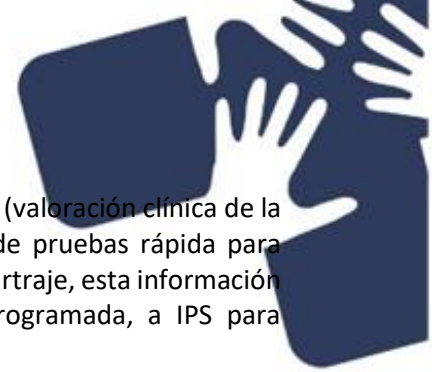 (valoración clínica de la
de pruebas rápida para
rtraje, esta información
rogramada, a IPS para